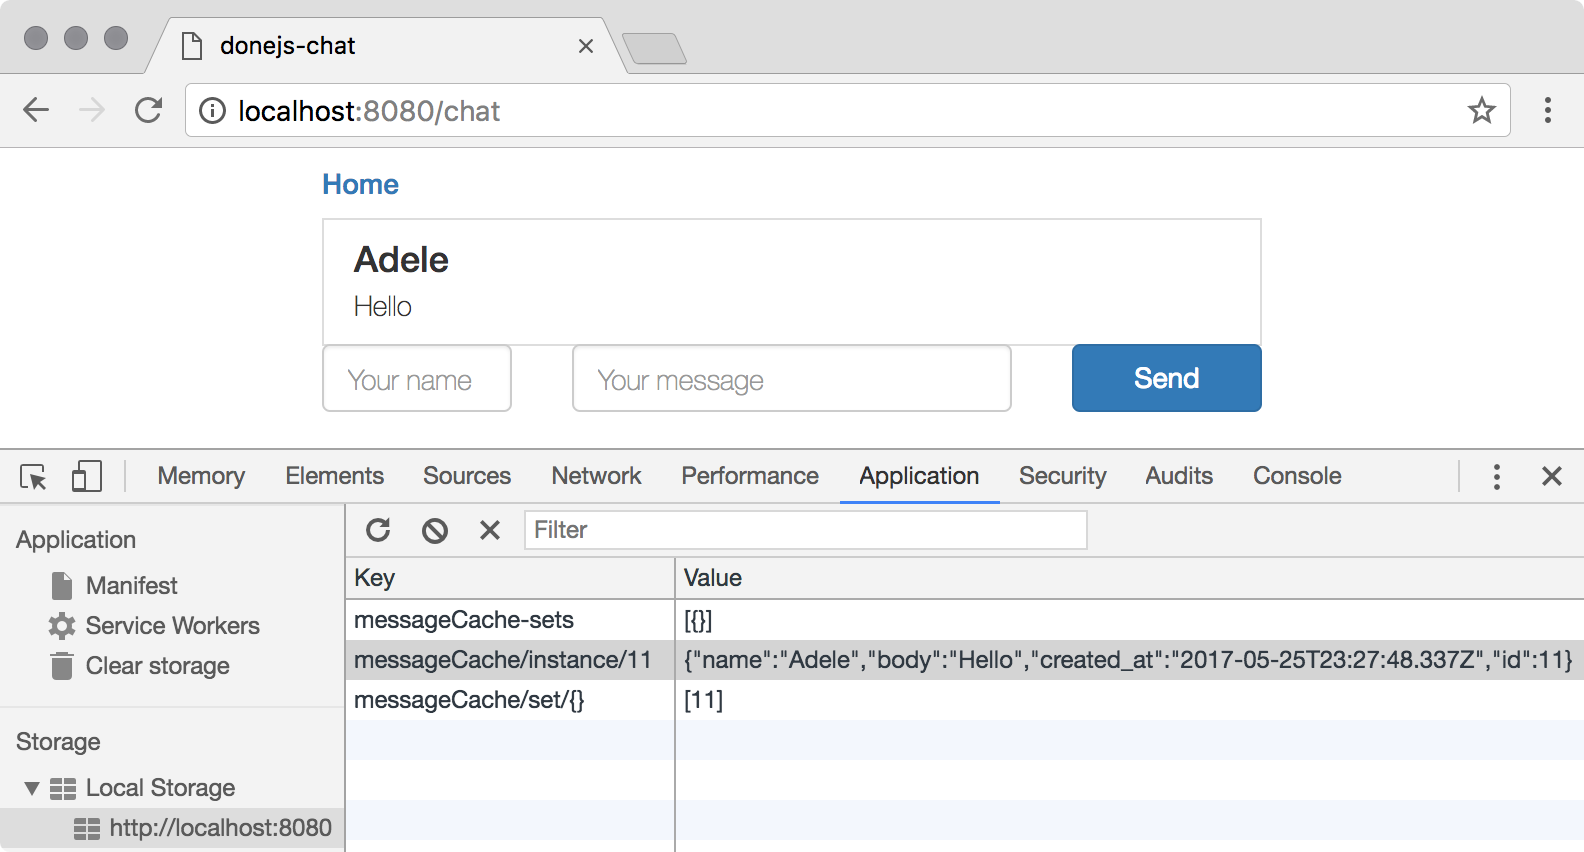 donejs-chat
localhost:8080/chat
Home
Adele
Hello
Your name Your message Send
Memory Elements Sources Network Performance Application Security Audits Console
Application
Manifest
Service Workers
Clear storage
Storage
Local Storage
http://localhost:8080
Filter
Key Value
messageCache-sets [{}]
messageCache/instance/11 {"name":"Adele","body":"Hello","created_at":"2017-05-25T23:27:48.337Z","id":11}
messageCache/set/{} [11]